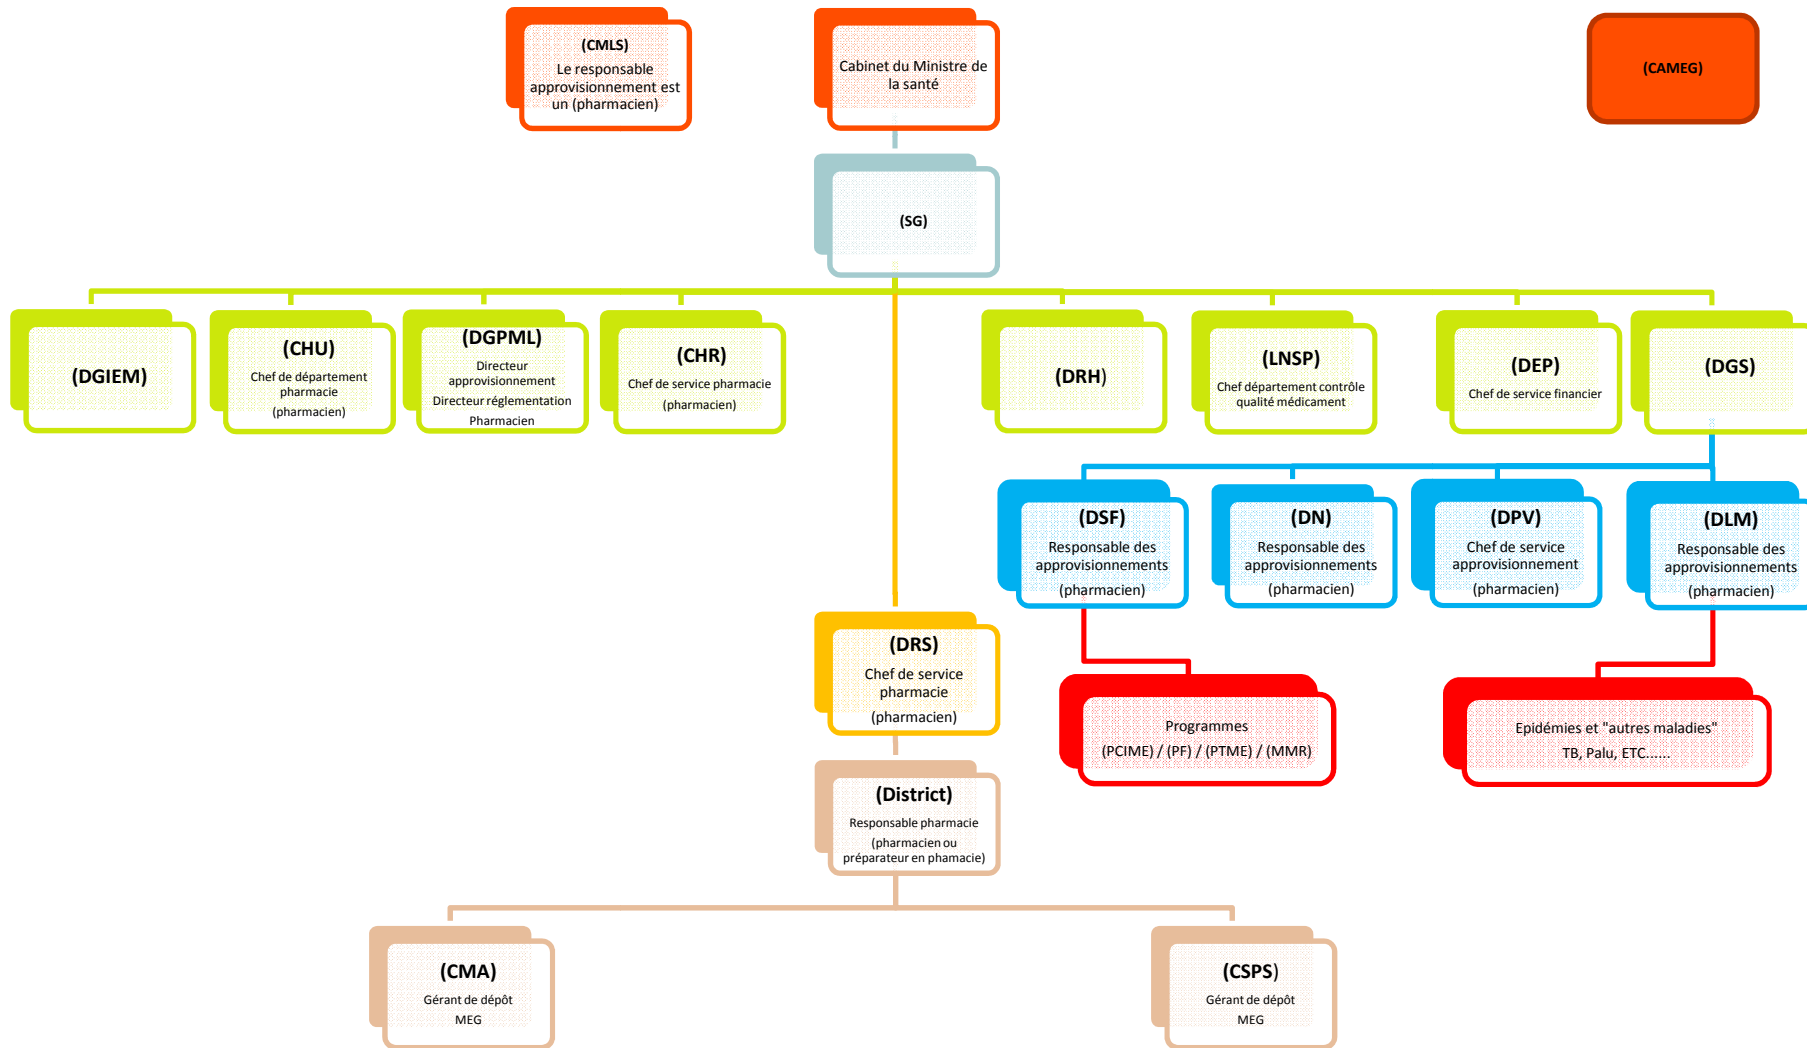 (CMLS)
Le responsable
approvisionnement est
un (pharmacien)
Cabinet du Ministre de
la santé
(CAMEG)
(SG)
(DGIEM)
(CHU)
Chef de département
pharmacie
(pharmacien)
(DGPML)
Directeur
approvisionnement
Directeur réglementation
Pharmacien
(CHR)
Chef de service pharmacie
(pharmacien)
(DRH)
(LNSP)
Chef département contrôle
qualité médicament
(DEP)
Chef de service financier
(DGS)
(DSF)
Responsable des
approvisionnements
(pharmacien)
(DN)
Responsable des
approvisionnements
(pharmacien)
(DPV)
Chef de service
approvisionnement
(pharmacien)
(DLM)
Responsable des
approvisionnements
(pharmacien)
(DRS)
Chef de service
pharmacie
(pharmacien)
Programmes
(PCIME) / (PF) / (PTME) / (MMR)
Epidémies et "autres maladies"
TB, Palu, ETC......
(District)
Responsable pharmacie
(pharmacien ou
préparateur en phamacie)
(CMA)
Gérant de dépôt
MEG
(CSPS)
Gérant de dépôt
MEG